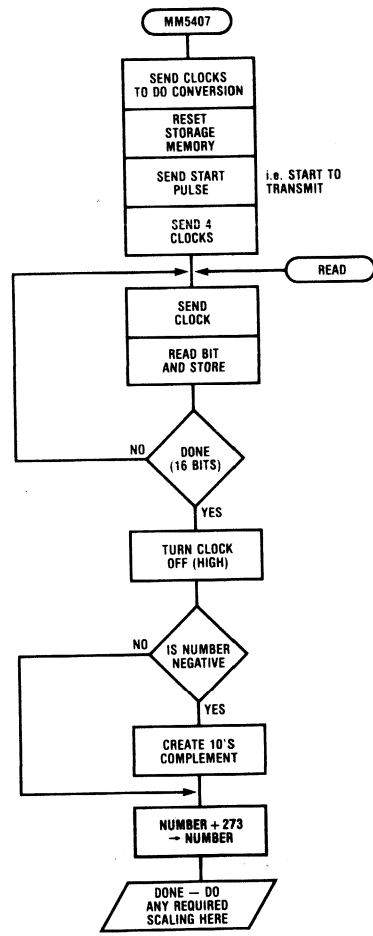 MM5407
SEND CLOCKS
TO DO CONVERSION
RESET
STORAGE
MEMORY
SEND START
PULSE
i.e. START TO
TRANSMIT
SEND 4
CLOCKS
READ
SEND
CLOCK
READ BIT
AND STORE
NO
DONE
(16 BITS)
YES
TURN CLOCK
OFF (HIGH)
NO
IS NUMBER
NEGATIVE
YES
CREATE 10'S
COMPLEMENT
NUMBER + 273
→ NUMBER
DONE — DO
ANY REQUIRED
SCALING HERE